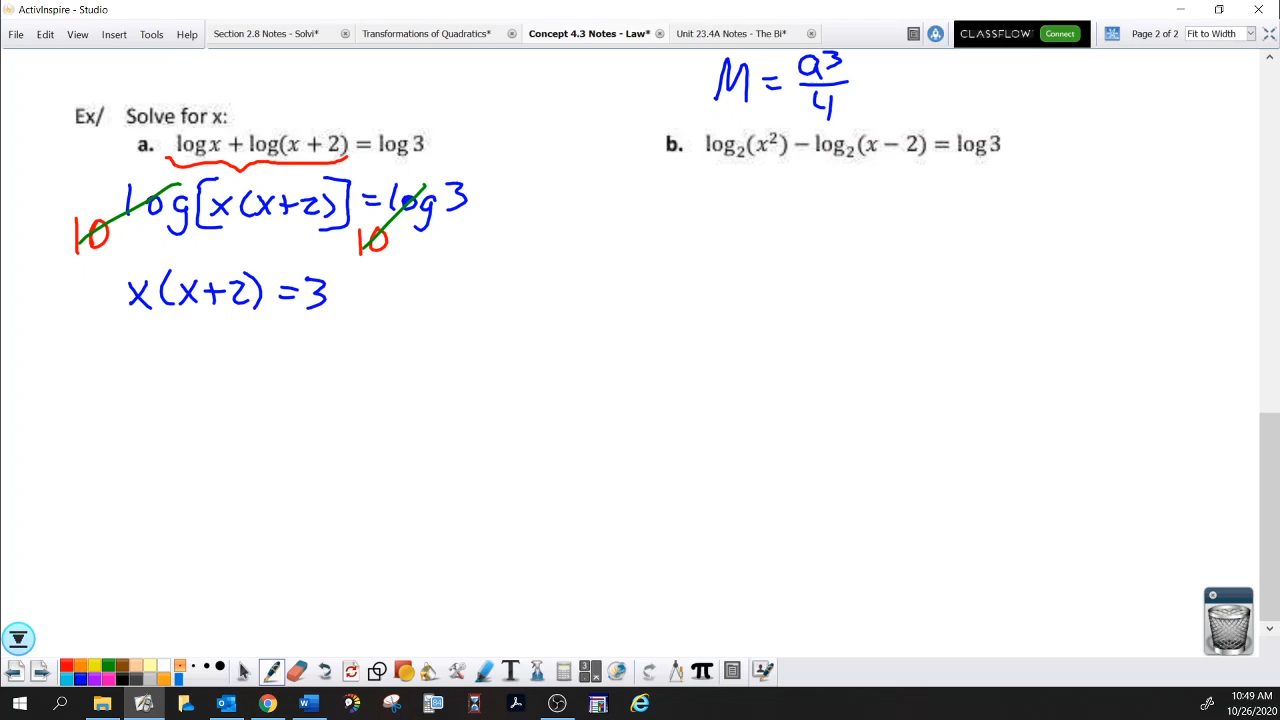 ActivInspire - Studio
File Edit View Insert Tools Help
Section 2.8 Notes - Solvi*
Transformations of Quadratics*
Concept 4.3 Notes - Law*
Unit 23.4A Notes - The Bi*
CLASSFLOW Connect
Page 2 of 2
Fit to Width
M = a³/4
Ex/ Solve for x:
a. log x + log(x + 2) = log 3
b. log₂(x²) − log₂(x − 2) = log 3
log[x(x+2)] = log 3
10 10
x(x+2) = 3
10:49 AM
10/26/2020